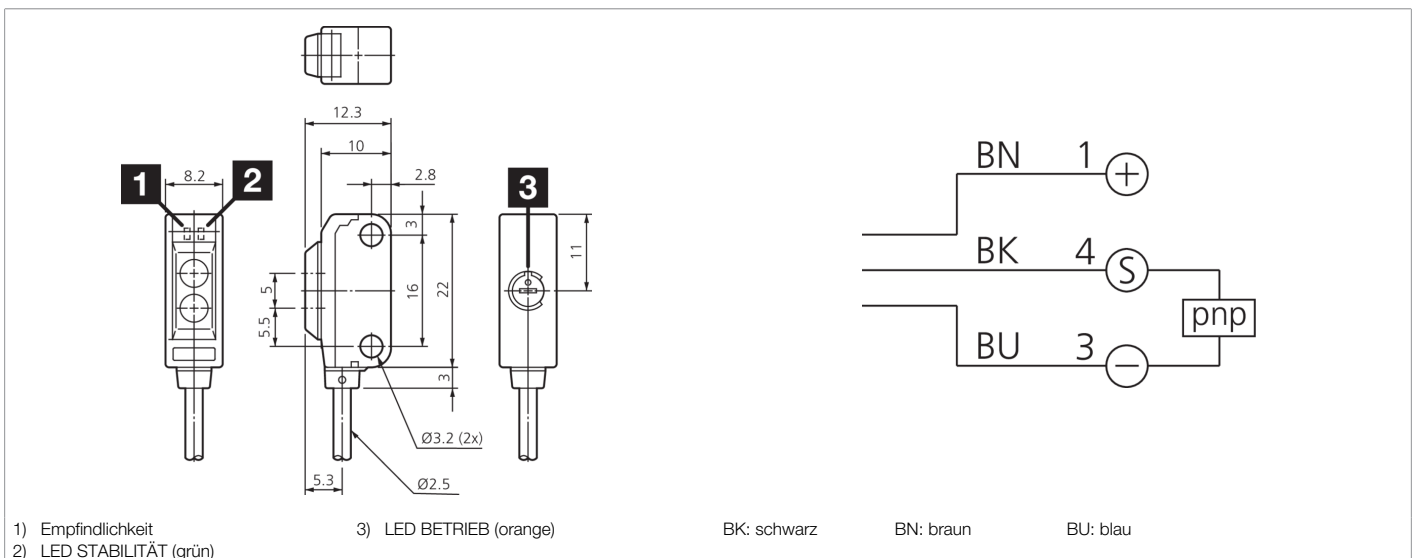 12.3
10
2.8
1
8.2
2
3
3
11
BN 1 +
BK 4 S
pnp
BU 3 −
5
5.5
16
22
3
Ø3.2 (2x)
5.3
Ø2.5
1) Empfindlichkeit
2) LED STABILITÄT (grün)
3) LED BETRIEB (orange)
BK: schwarz
BN: braun
BU: blau